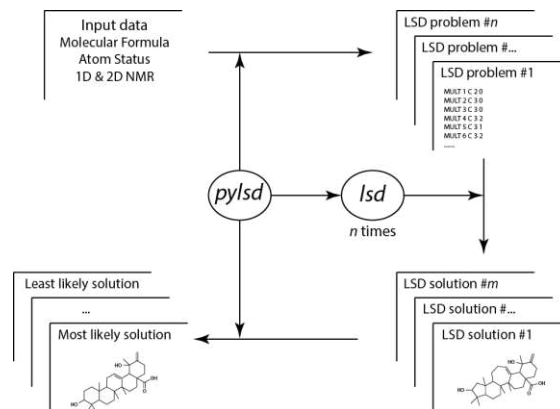 Input data
Molecular Formula
Atom Status
1D & 2D NMR
LSD problem #n
LSD problem #...
LSD problem #1
MULT 1 C 2 0
MULT 2 C 3 0
MULT 3 C 3 0
MULT 4 C 3 2
MULT 5 C 3 1
MULT 6 C 3 2
......
pylsd
lsd
n times
Least likely solution
...
Most likely solution
HO
OH
O
HO
LSD solution #m
LSD solution #...
LSD solution #1
HO
OH
O
HO